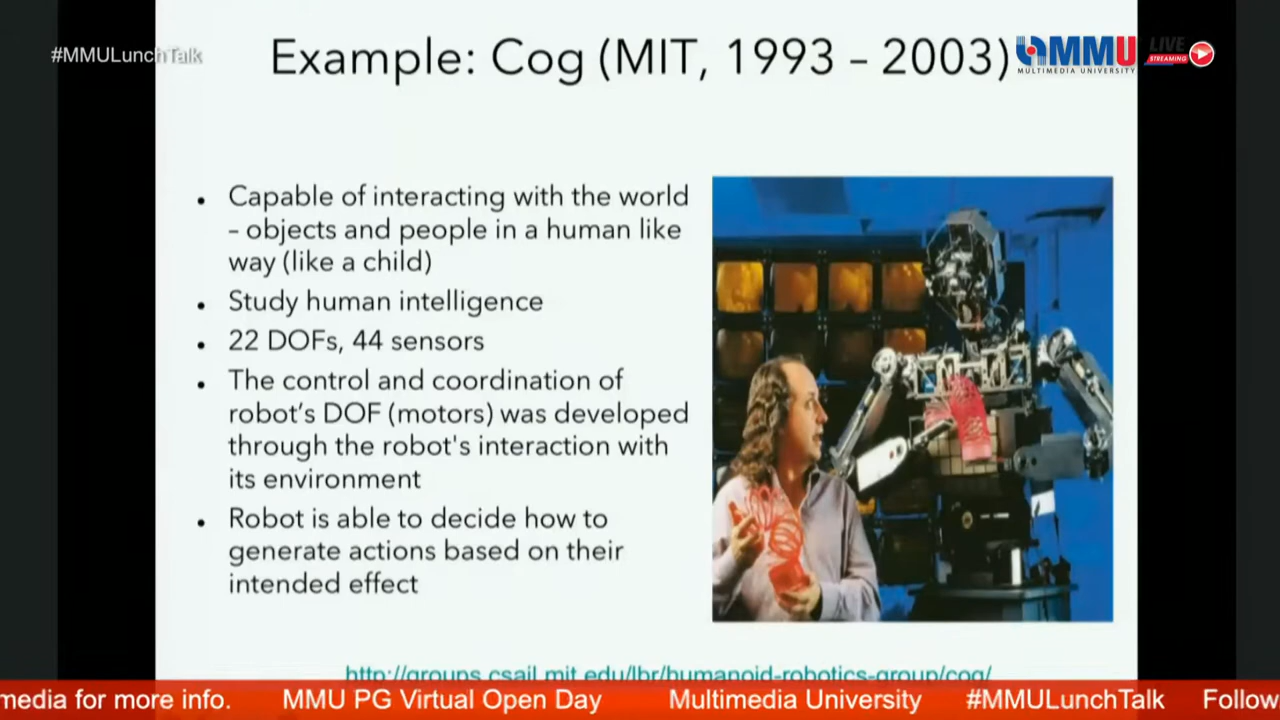 #MMULunchTalk
Example: Cog (MIT, 1993 – 2003)
MMU
MULTIMEDIA UNIVERSITY
LIVE
STREAMING
• Capable of interacting with the world
– objects and people in a human like
way (like a child)
• Study human intelligence
• 22 DOFs, 44 sensors
• The control and coordination of
robot’s DOF (motors) was developed
through the robot's interaction with
its environment
• Robot is able to decide how to
generate actions based on their
intended effect
http://groups.csail.mit.edu/lbr/humanoid-robotics-group/cog/
media for more info. MMU PG Virtual Open Day Multimedia University #MMULunchTalk Follow